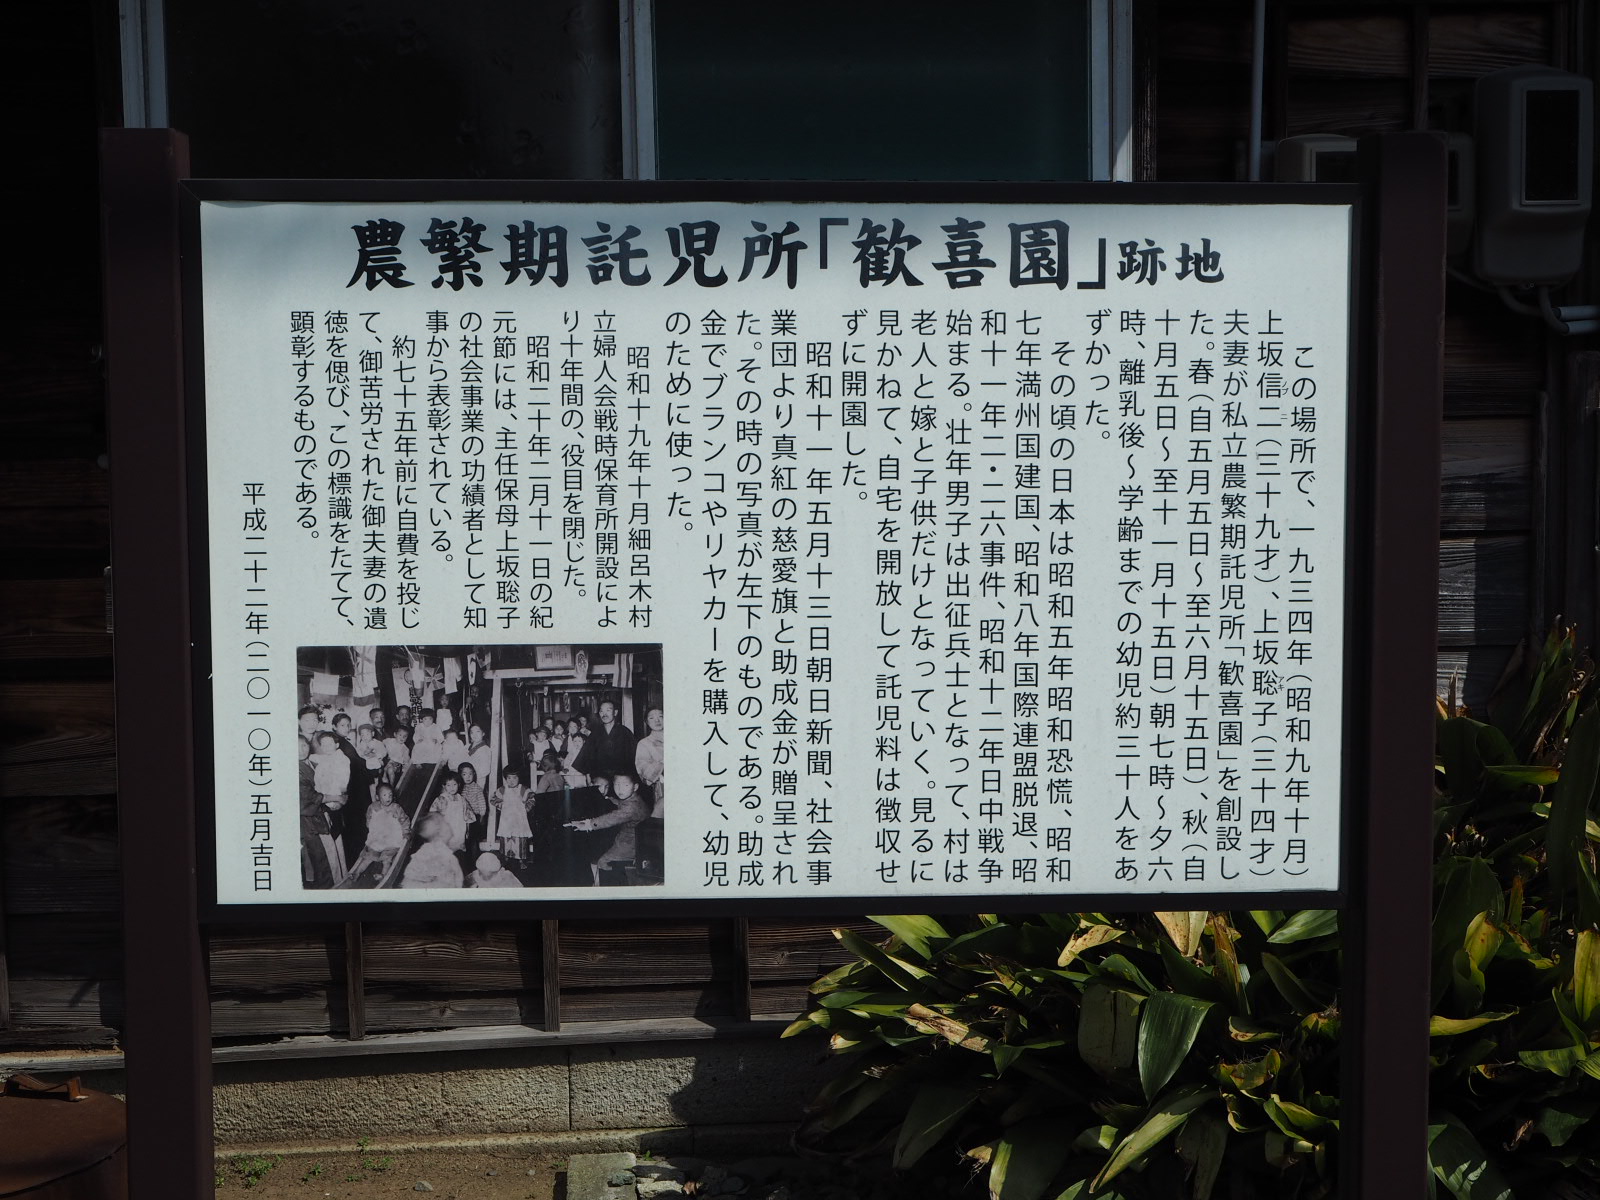 農繁期託児所「歓喜園」跡地
この場所で、一九三四年(昭和九年十月)
上坂信二(三十九才)、上坂聡子(三十四才)
ノブニ
アキ
夫妻が私立農繁期託児所「歓喜園」を創設し
た。春(自五月五日~至六月十五日)、秋(自
十月五日~至十一月十五日)朝七時~夕六
時、離乳後~学齢までの幼児約三十人をあ
ずかった。
その頃の日本は昭和五年昭和恐慌、昭和
七年満州国建国、昭和八年国際連盟脱退、昭
和十一年二・二六事件、昭和十二年日中戦争
始まる。壮年男子は出征兵士となって、村は
老人と嫁と子供だけとなっていく。見るに
見かねて、自宅を開放して託児料は徴収せ
ずに開園した。
昭和十一年五月十三日朝日新聞、社会事
業団より真紅の慈愛旗と助成金が贈呈され
た。その時の写真が左下のものである。助成
金でブランコやリヤカーを購入して、幼児
のために使った。
昭和十九年十月細呂木村
立婦人会戦時保育所開設によ
り十年間の、役目を閉じた。
昭和二十年二月十一日の紀
元節には、主任保母上坂聡子
の社会事業の功績者として知
事から表彰されている。
約七十五年前に自費を投じ
て、御苦労された御夫妻の遺
徳を偲び、この標識をたてて、
顕彰するものである。
平成二十二年(二〇一〇年)五月吉日